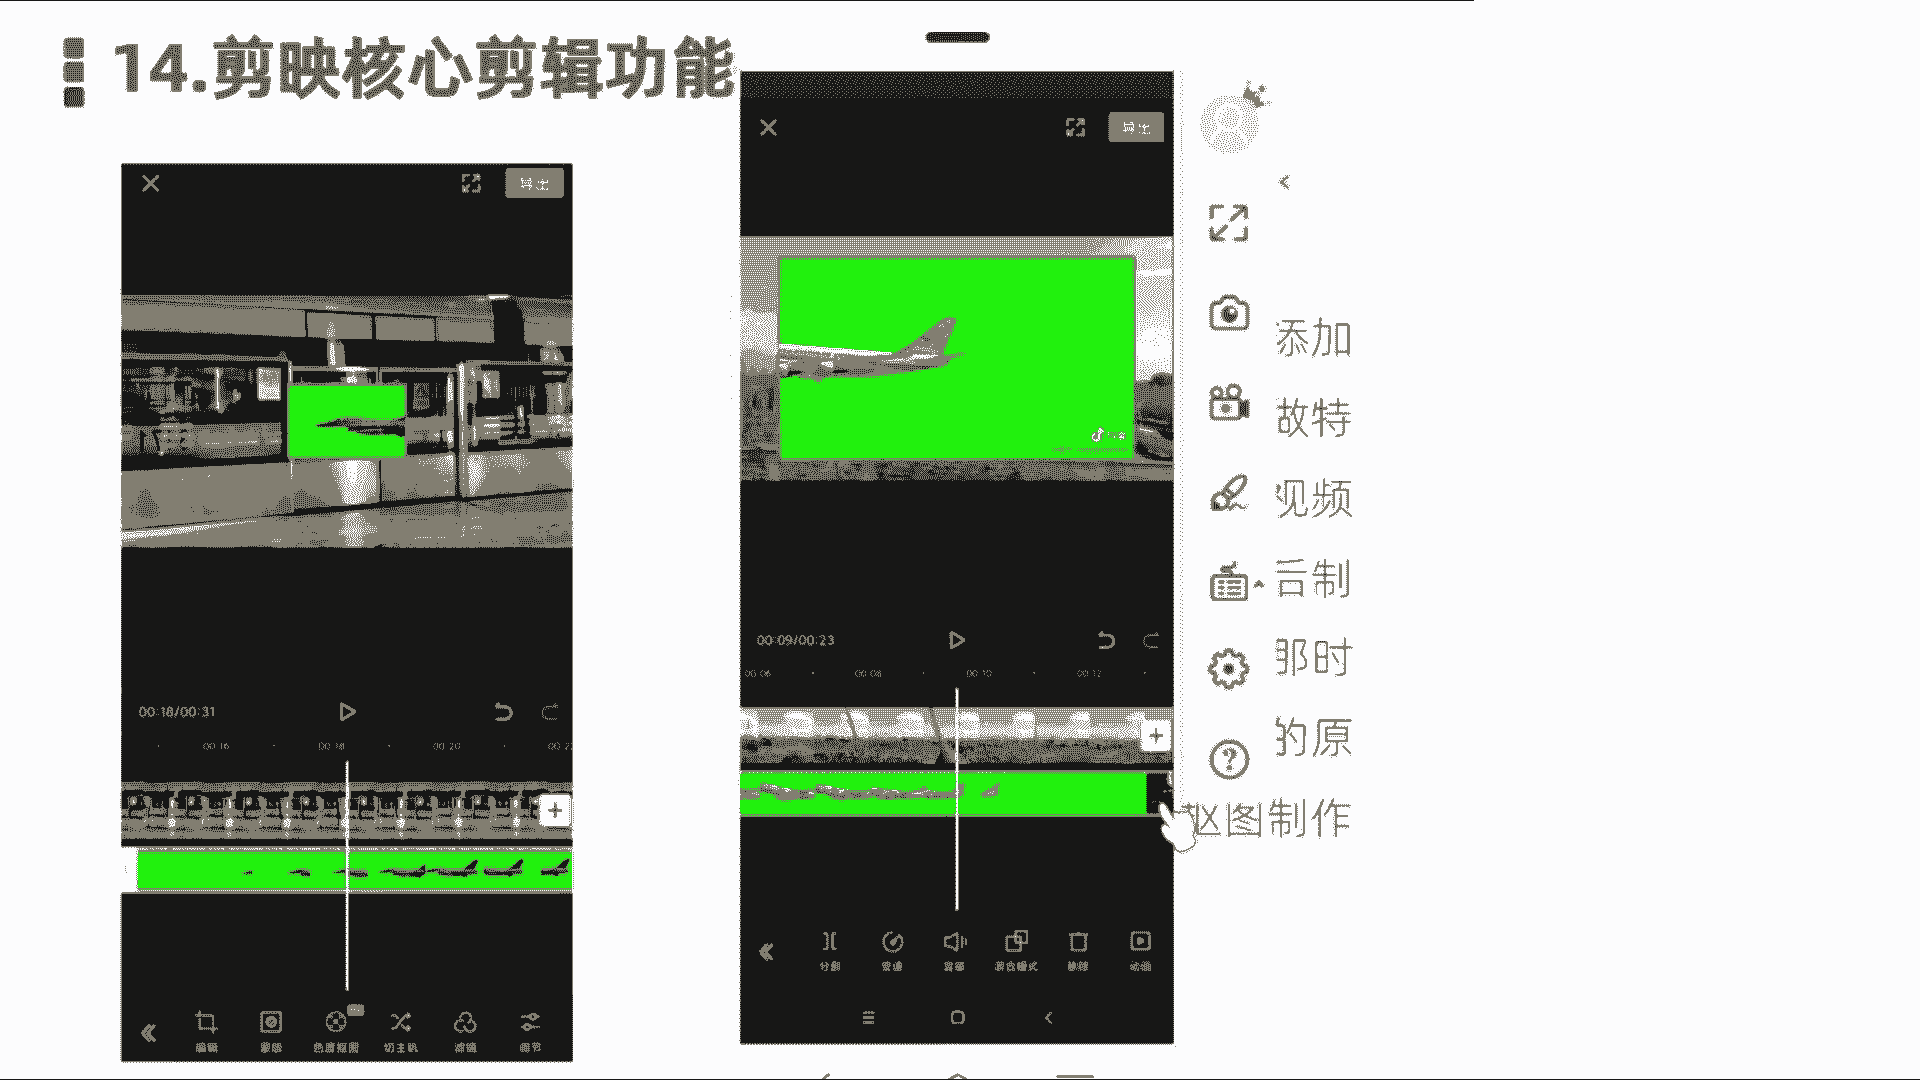 14.剪映核心剪辑功能
导出
00:18/00:31
00:16
00:18
00:20
编辑
蒙版
色度抠图
切主轨
滤镜
调节
导出
00:09/00:23
00:06
00:08
00:10
00:12
分割
变速
音量
混合模式
删除
动画
添加
故特
视频
后制
那时
的原
抠图制作